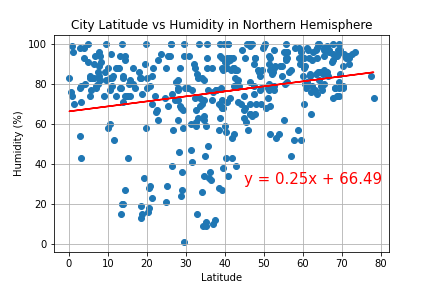 City Latitude vs Humidity in Northern Hemisphere
100
80
60
40
20
0
Humidity (%)
y = 0.25x + 66.49
0 10 20 30 40 50 60 70 80
Latitude